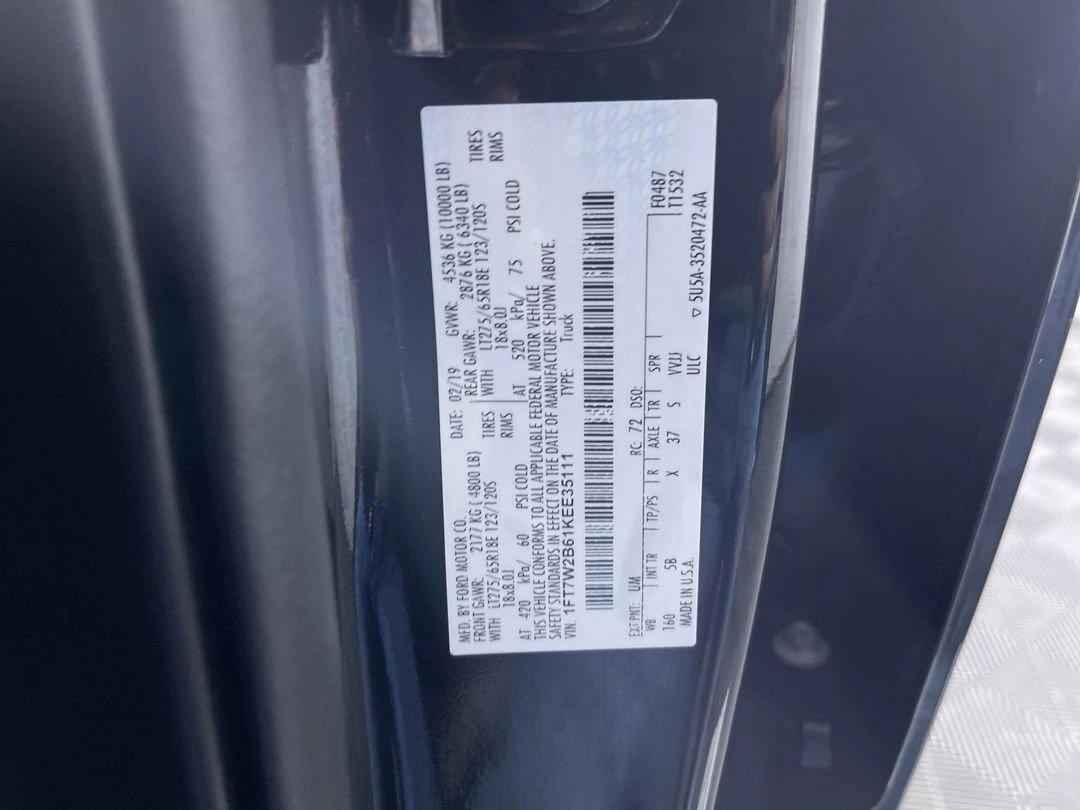 MFD. BY FORD MOTOR CO.
DATE: 02/19 GVWR: 4536 KG (10000 LB)
FRONT GAWR: 2177 KG ( 4800 LB) REAR GAWR: 2876 KG ( 6340 LB)
WITH LT275/65R18E 123/120S TIRES WITH LT275/65R18E 123/120S TIRES
18x8.0J RIMS 18x8.0J RIMS
AT 420 kPa/ 60 PSI COLD AT 520 kPa/ 75 PSI COLD
THIS VEHICLE CONFORMS TO ALL APPLICABLE FEDERAL MOTOR VEHICLE
SAFETY STANDARDS IN EFFECT ON THE DATE OF MANUFACTURE SHOWN ABOVE.
VIN: 1FT7W2B61KEE35111 TYPE: Truck
EXT PNT: UM RC: 72 DSO: F0487
WB INT TR TP/PS R AXLE TR SPR T1532
160 5B X 37 S VVJJ
MADE IN U.S.A. ULC ▽ 5U5A-3520472-AA